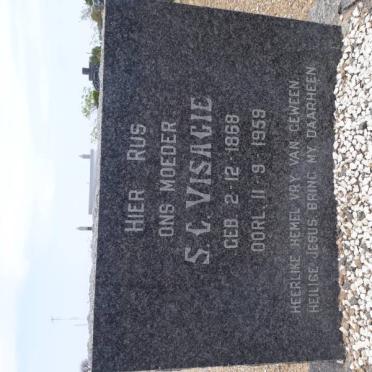 HIER RUS
ONS MOEDER
S.C. VISAGIE
GEB. 2-12-1868
OORL. 11-9-1959
HEERLIKE HEMEL VRY VAN GEWEEN
HEILIGE JESUS BRING MY DAARHEEN